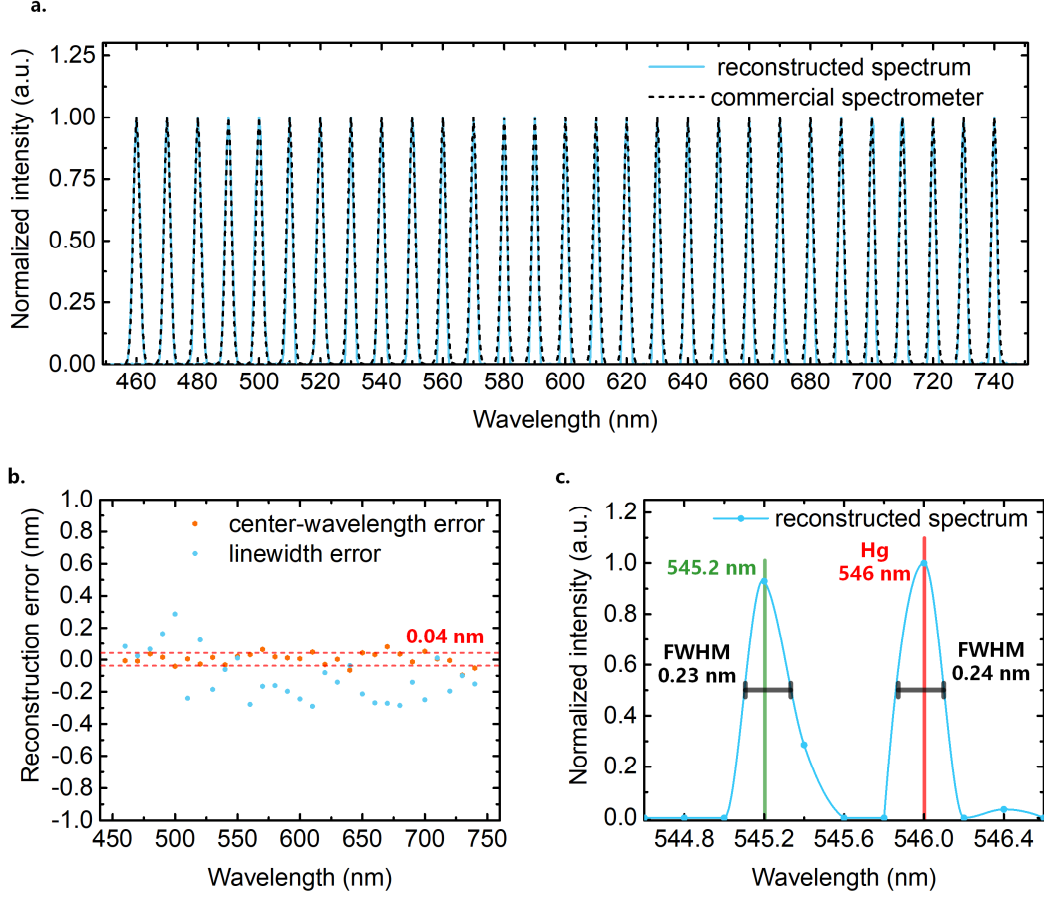 a.
Normalized intensity (a.u.)
1.25
1.00
0.75
0.50
0.25
0.00
reconstructed spectrum
commercial spectrometer
460 480 500 520 540 560 580 600 620 640 660 680 700 720 740
Wavelength (nm)
b.
Reconstruction error (nm)
1.0
0.8
0.6
0.4
0.2
0.0
-0.2
-0.4
-0.6
-0.8
-1.0
center-wavelength error
linewidth error
0.04 nm
450 500 550 600 650 700 750
Wavelength (nm)
c.
Normalized intensity (a.u.)
1.2
1.0
0.8
0.6
0.4
0.2
0.0
reconstructed spectrum
545.2 nm
Hg
546 nm
FWHM
0.23 nm
FWHM
0.24 nm
544.8 545.2 545.6 546.0 546.4
Wavelength (nm)